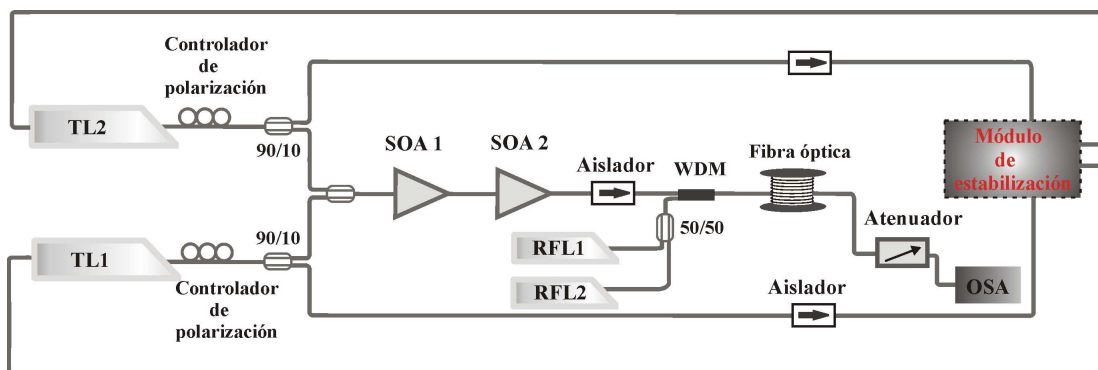 Controlador
de
polarización
TL2
90/10
SOA 1
SOA 2
Aislador
WDM
Fibra óptica
Módulo
de
estabilización
Atenuador
50/50
RFL1
RFL2
OSA
90/10
TL1
Controlador
de
polarización
Aislador